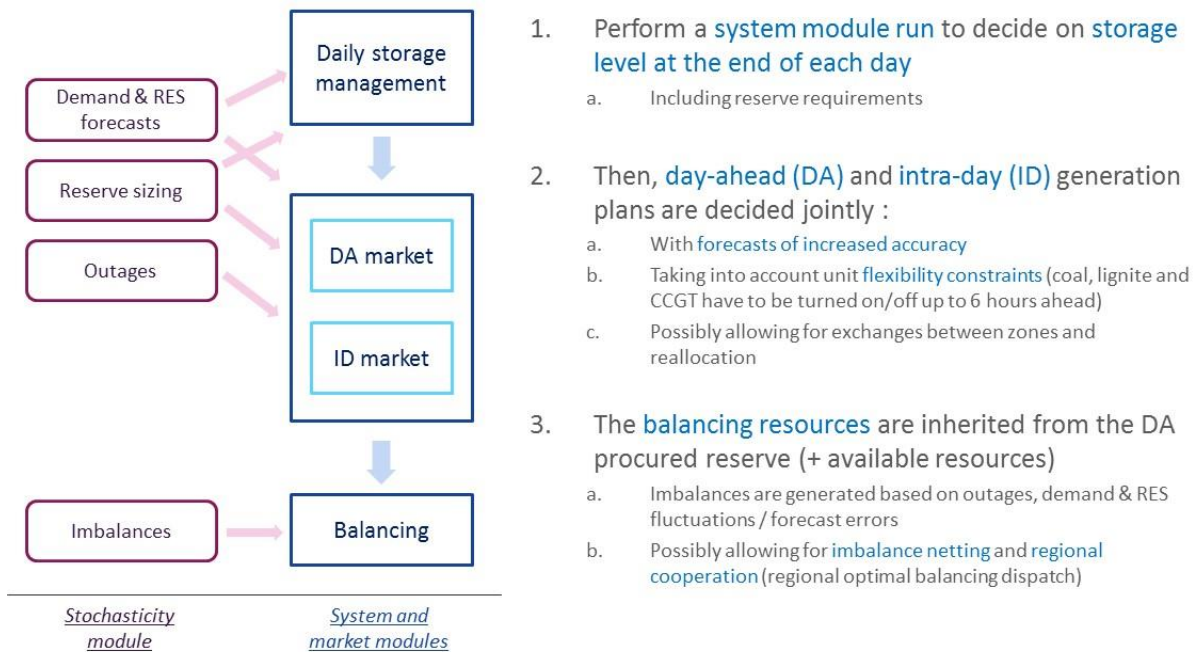 Demand & RES
forecasts
Reserve sizing
Outages
Imbalances
Stochasticity
module
Daily storage
management
DA market
ID market
Balancing
System and
market modules
1. Perform a system module run to decide on storage
level at the end of each day
a. Including reserve requirements
2. Then, day-ahead (DA) and intra-day (ID) generation
plans are decided jointly :
a. With forecasts of increased accuracy
b. Taking into account unit flexibility constraints (coal, lignite and
CCGT have to be turned on/off up to 6 hours ahead)
c. Possibly allowing for exchanges between zones and
reallocation
3. The balancing resources are inherited from the DA
procured reserve (+ available resources)
a. Imbalances are generated based on outages, demand & RES
fluctuations / forecast errors
b. Possibly allowing for imbalance netting and regional
cooperation (regional optimal balancing dispatch)